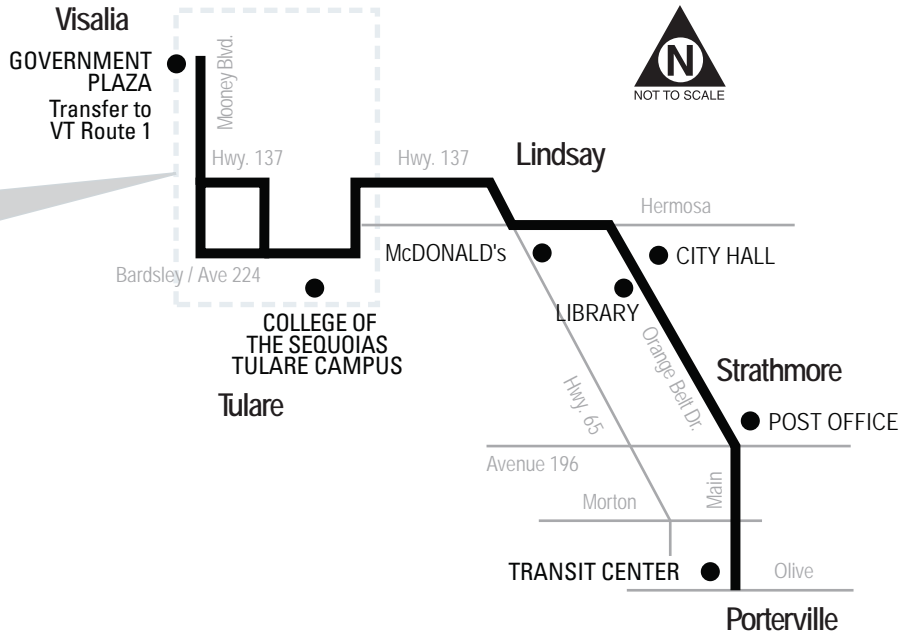 Visalia
GOVERNMENT
PLAZA
Transfer to
VT Route 1
Mooney Blvd.
N
NOT TO SCALE
Hwy. 137
Hwy. 137
Lindsay
Hermosa
McDONALD's
CITY HALL
Bardsley / Ave 224
LIBRARY
COLLEGE OF
THE SEQUOIAS
TULARE CAMPUS
Tulare
Hwy. 65
Orange Belt Dr.
Strathmore
POST OFFICE
Avenue 196
Morton
Main
TRANSIT CENTER
Olive
Porterville